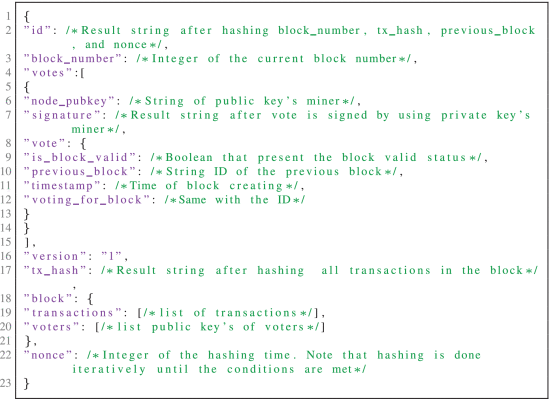 1 {
2 "id": /*Result string after hashing block_number, tx_hash, previous_block
, and nonce*/,
3 "block_number": /*Integer of the current block number*/,
4 "votes":[
5 {
6 "node_pubkey": /*String of public key's miner*/,
7 "signature": /*Result string after vote is signed by using private key's
miner*/,
8 "vote": {
9 "is_block_valid": /*Boolean that present the block valid status*/,
10 "previous_block": /*String ID of the previous block*/,
11 "timestamp": /*Time of block creating*/,
12 "voting_for_block": /*Same with the ID*/
13 }
14 }
15 ],
16 "version": "1",
17 "tx_hash": /*Result string after hashing all transactions in the block*/
,
18 "block": {
19 "transactions": [/*list of transactions*/],
20 "voters": [/*list public key's of voters*/]
21 },
22 "nonce": /*Integer of the hashing time. Note that hashing is done
iteratively until the conditions are met*/
23 }